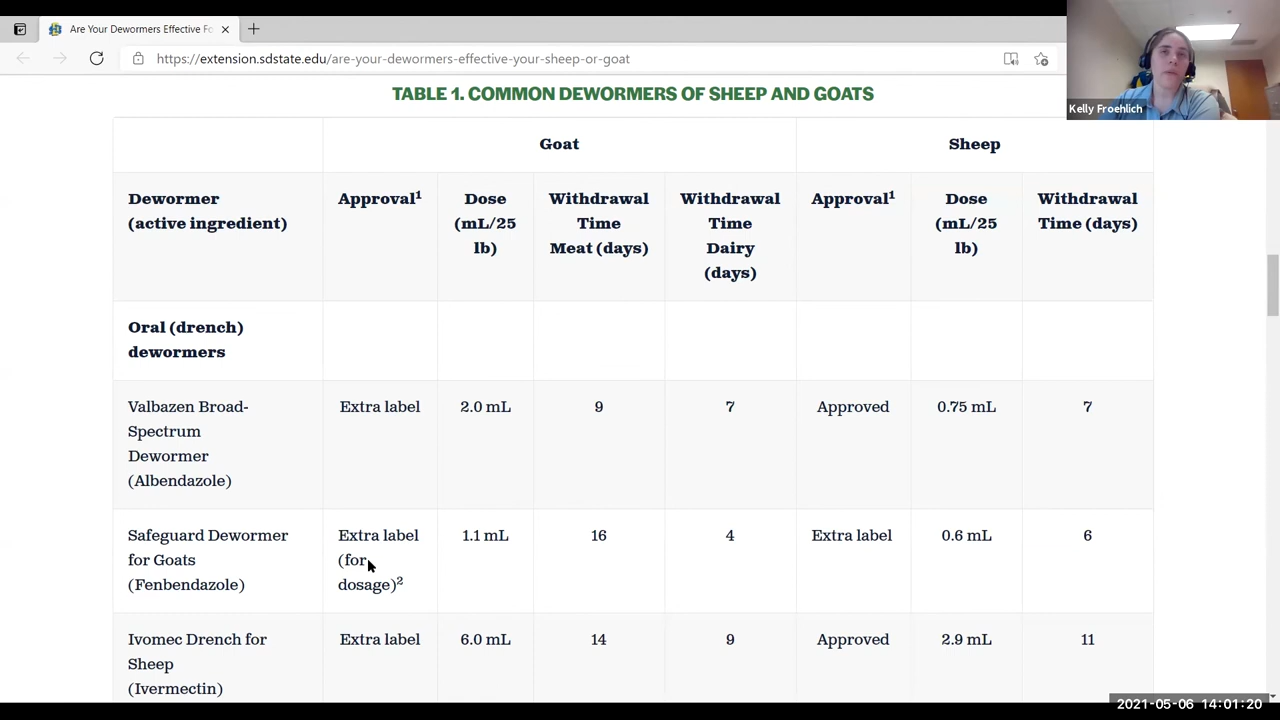 Are Your Dewormers Effective Fo
https://extension.sdstate.edu/are-your-dewormers-effective-your-sheep-or-goat
Kelly Froehlich
TABLE 1. COMMON DEWORMERS OF SHEEP AND GOATS
Goat
Sheep
Dewormer
(active ingredient)
Approval1
Dose
(mL/25
lb)
Withdrawal
Time
Meat (days)
Withdrawal
Time
Dairy
(days)
Approval1
Dose
(mL/25
lb)
Withdrawal
Time (days)
Oral (drench)
dewormers
Valbazen Broad-
Spectrum
Dewormer
(Albendazole)
Extra label
2.0 mL
9
7
Approved
0.75 mL
7
Safeguard Dewormer
for Goats
(Fenbendazole)
Extra label
(for
dosage)2
1.1 mL
16
4
Extra label
0.6 mL
6
Ivomec Drench for
Sheep
(Ivermectin)
Extra label
6.0 mL
14
9
Approved
2.9 mL
11
2021-05-06 14:01:20